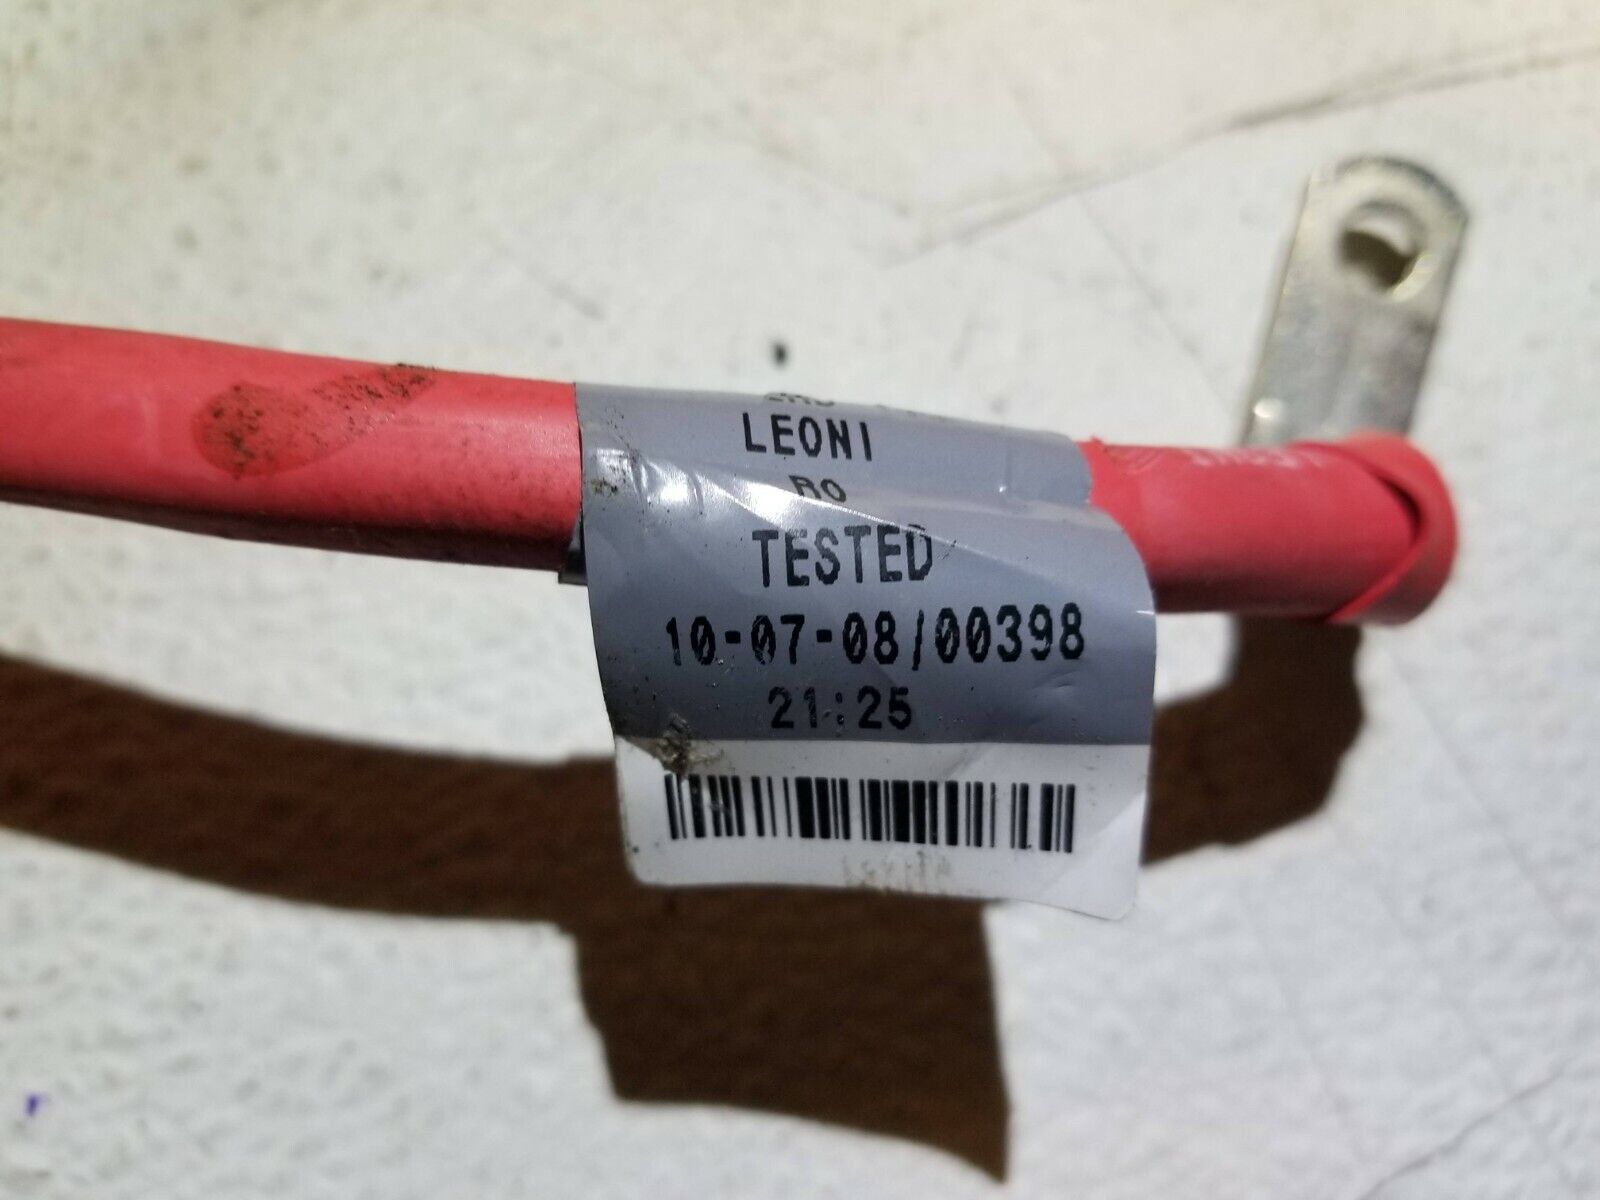 LEONI
RO
TESTED
10-07-08/00398
21:25